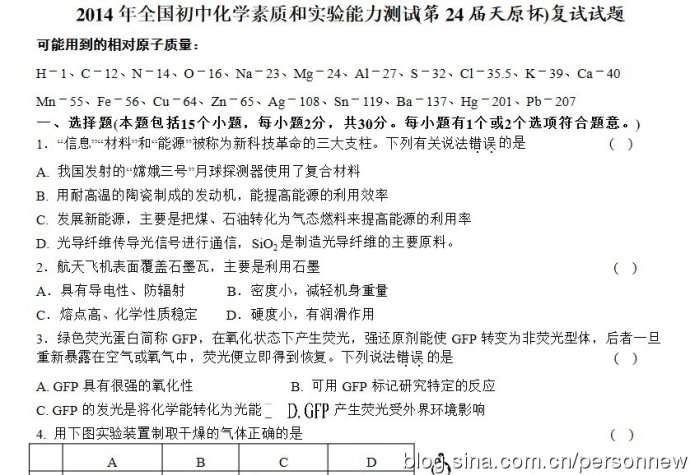 2014 年全国初中化学素质和实验能力测试(第 24 届天原杯)复试试题
可能用到的相对原子质量：
H－1、C－12、N－14、O－16、Na－23、Mg－24、Al－27、S－32、Cl－35.5、K－39、Ca－40
Mn－55、Fe－56、Cu－64、Zn－65、Ag－108、Sn－119、Ba－137、Hg－201、Pb－207
一、选择题(本题包括15个小题，每小题2分，共30分。每小题有1个或2个选项符合题意。)
1．“信息”“材料”和“能源”被称为新科技革命的三大支柱。下列有关说法错误的是 （ ）
A. 我国发射的“嫦娥三号”月球探测器使用了复合材料
B. 用耐高温的陶瓷制成的发动机，能提高能源的利用效率
C. 发展新能源，主要是把煤、石油转化为气态燃料来提高能源的利用率
D. 光导纤维传导光信号进行通信，SiO2 是制造光导纤维的主要原料。
2．航天飞机表面覆盖石墨瓦，主要是利用石墨 （ ）
A．具有导电性、防辐射 B．密度小，减轻机身重量
C．熔点高、化学性质稳定 D．硬度小，有润滑作用
3．绿色荧光蛋白简称 GFP，在氧化状态下产生荧光，强还原剂能使 GFP 转变为非荧光型体，后者一旦
重新暴露在空气或氧气中，荧光便立即得到恢复。下列说法错误的是 （ ）
A. GFP 具有很强的氧化性 B. 可用 GFP 标记研究特定的反应
C. GFP 的发光是将化学能转化为光能 D. GFP 产生荧光受外界环境影响
4．用下图实验装置制取干燥的气体正确的是 （ ）
A B C D
blog.sina.com.cn/personnew